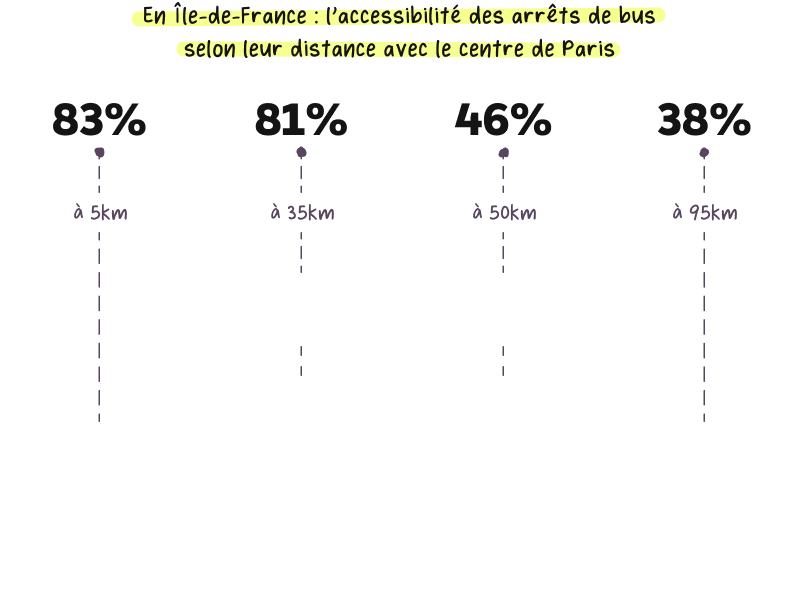 En Île-de-France : l'accessibilité des arrêts de bus
selon leur distance avec le centre de Paris
83% 81% 46% 38%
à 5km à 35km à 50km à 95km